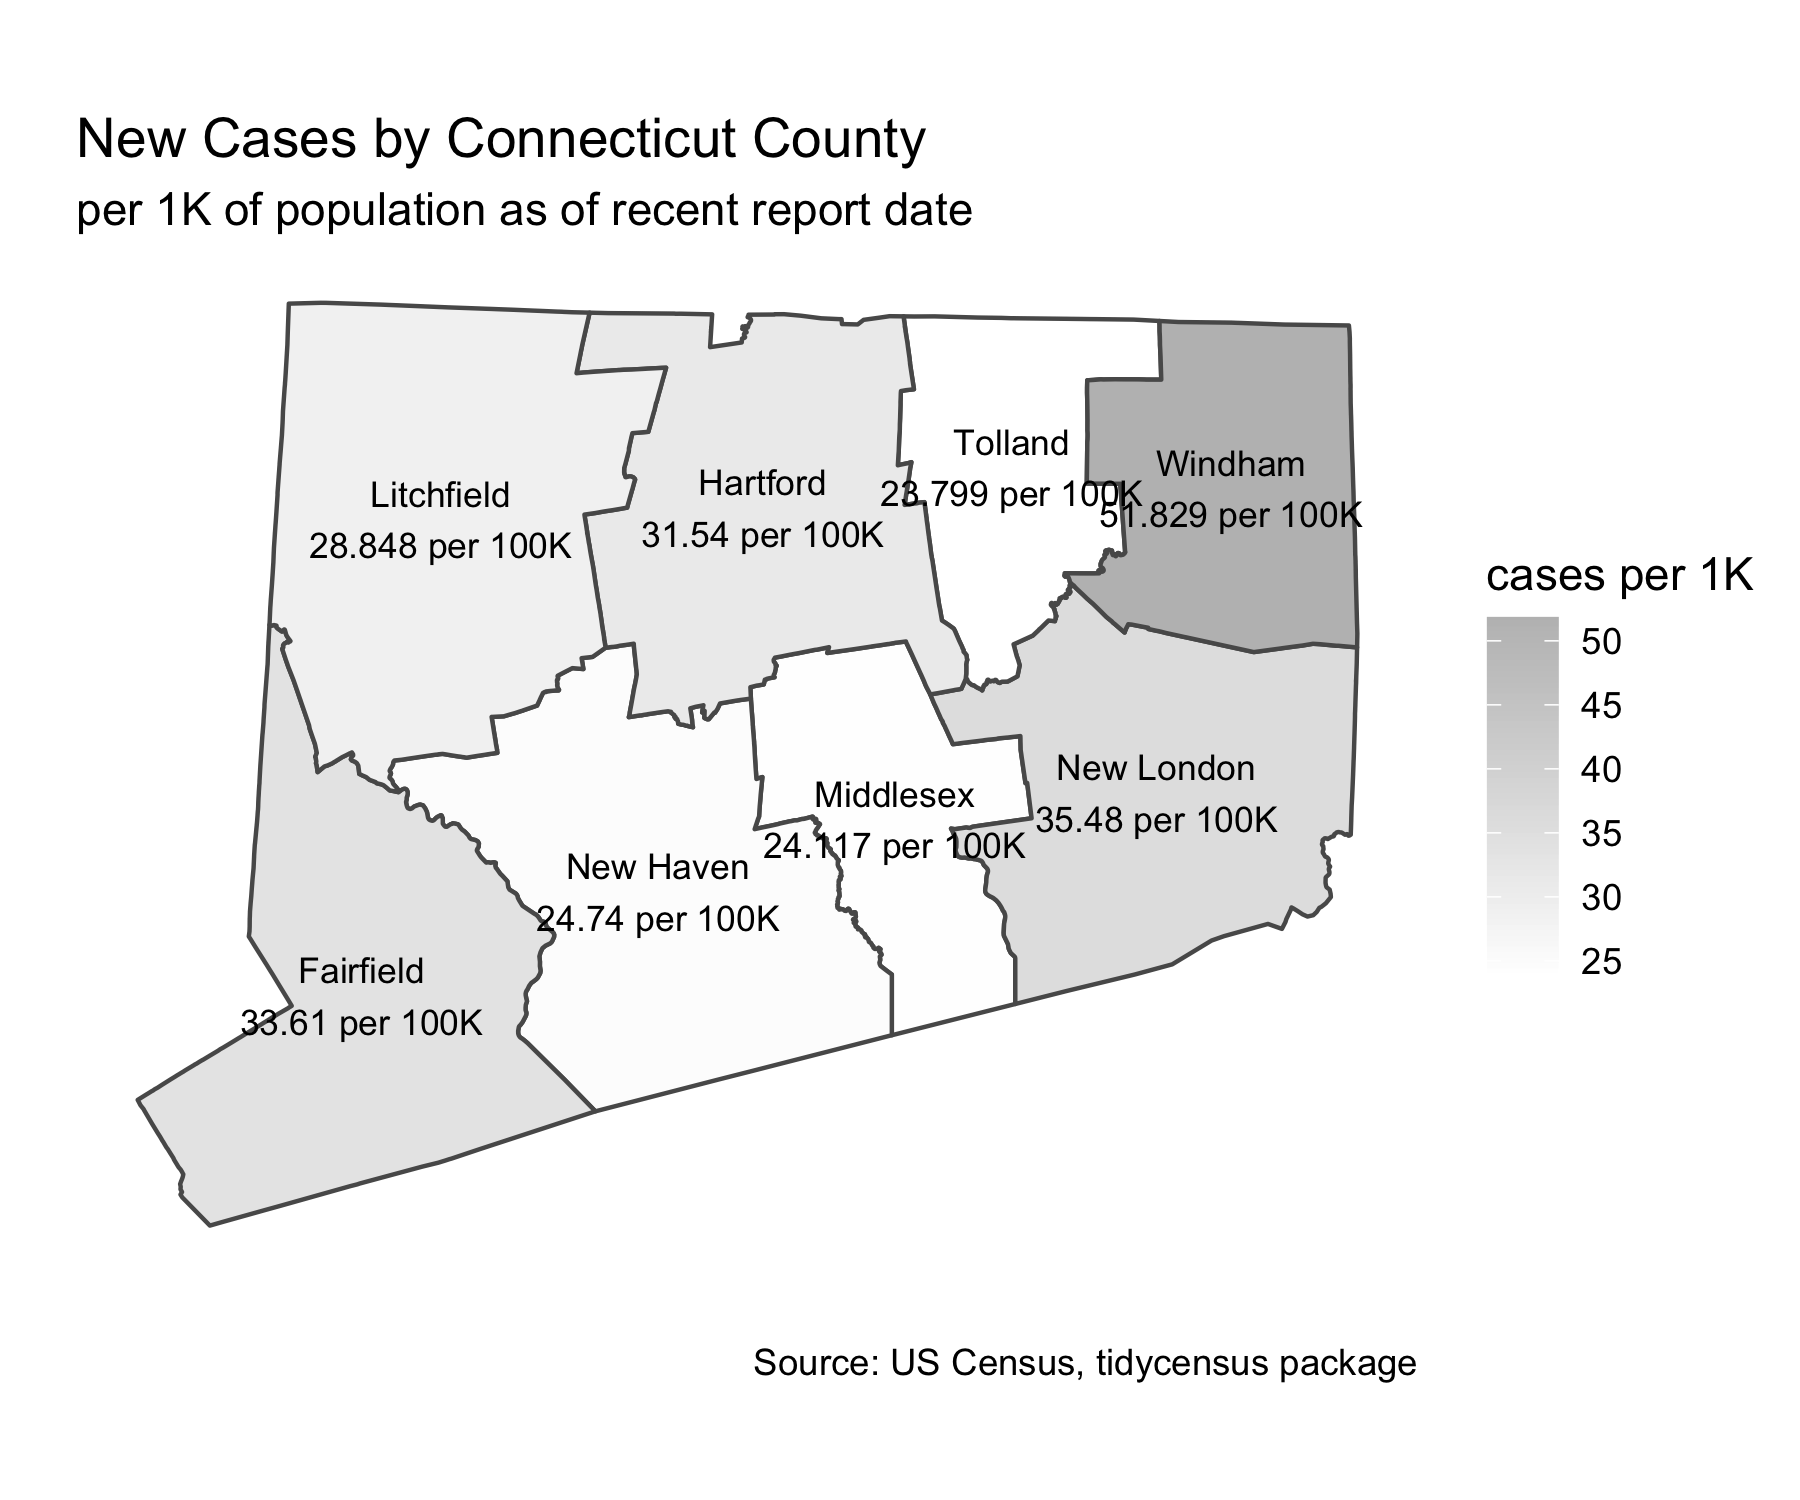 New Cases by Connecticut County
per 1K of population as of recent report date
Litchfield
28.848 per 100K
Hartford
31.54 per 100K
Tolland
23.799 per 100K
Windham
51.829 per 100K
New London
35.48 per 100K
Middlesex
24.117 per 100K
New Haven
24.74 per 100K
Fairfield
33.61 per 100K
cases per 1K
50
45
40
35
30
25
Source: US Census, tidycensus package